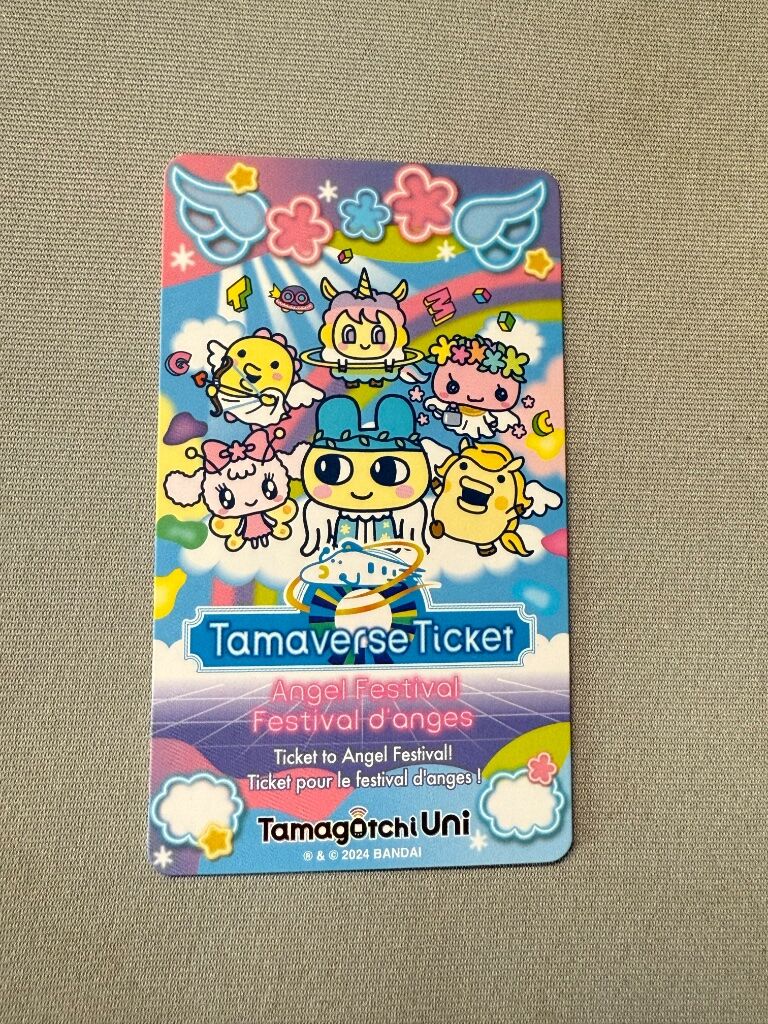 T
M
G
C
Tamaverse Ticket
Angel Festival
Festival d'anges
Ticket to Angel Festival!
Ticket pour le festival d'anges !
Tamagotchi Uni
® & © 2024 BANDAI